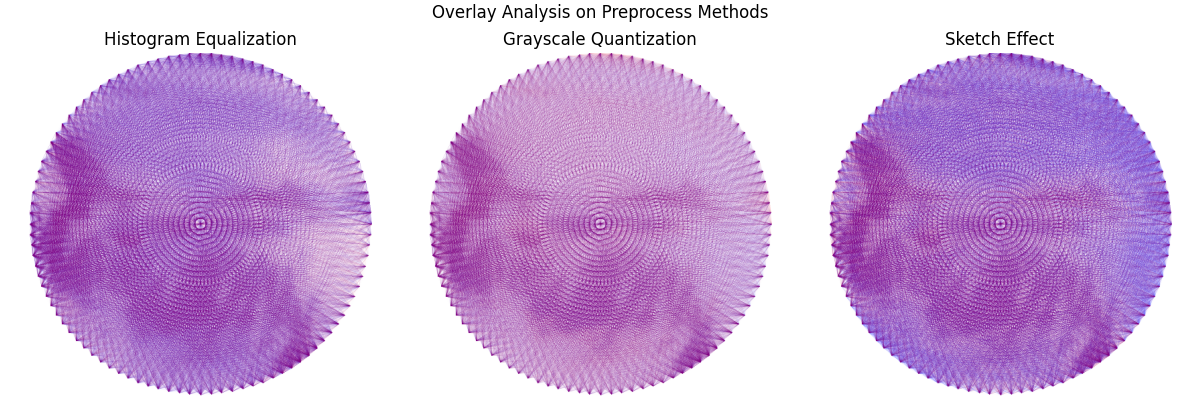 Overlay Analysis on Preprocess Methods
Histogram Equalization
Grayscale Quantization
Sketch Effect